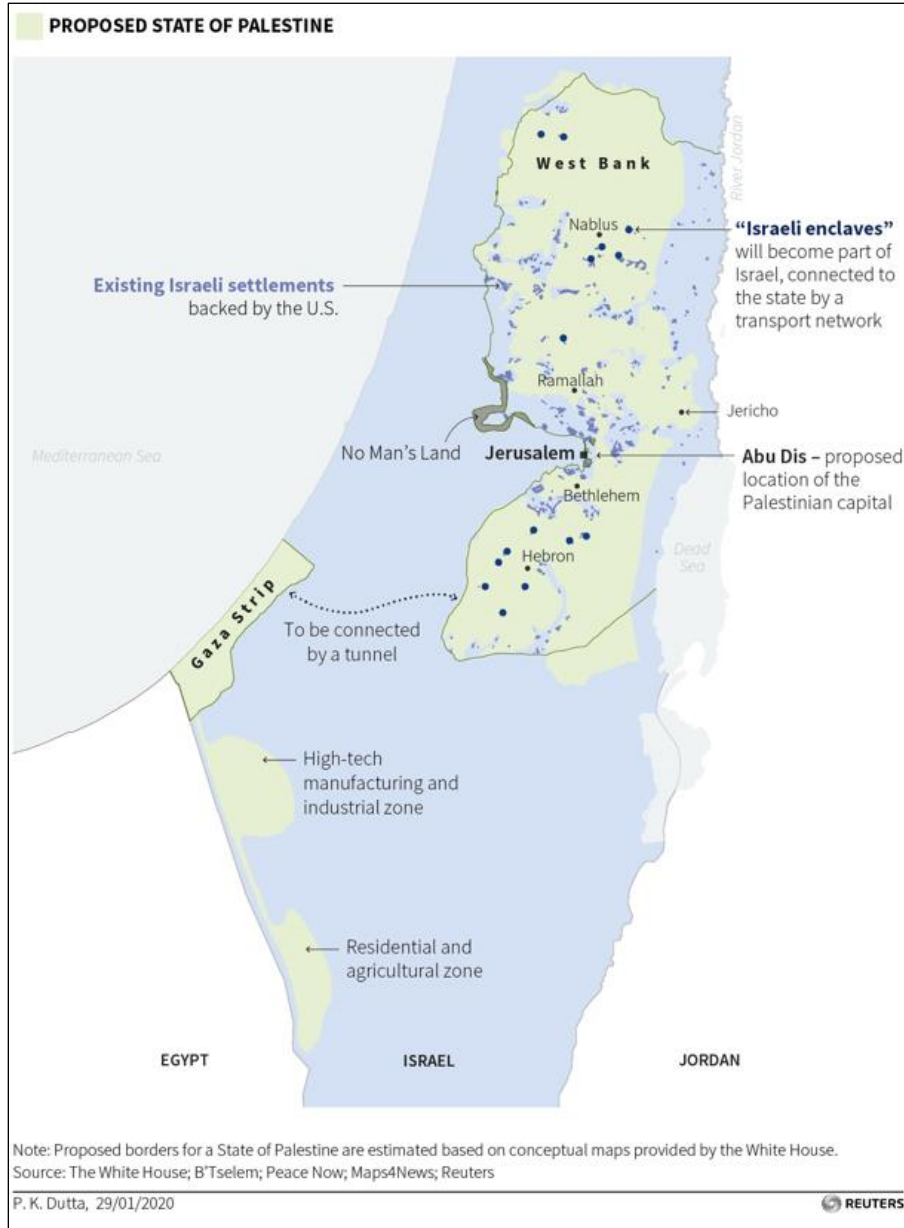 PROPOSED STATE OF PALESTINE
West Bank
River Jordan
Nablus
"Israeli enclaves"
will become part of
Israel, connected to
the state by a
transport network
Existing Israeli settlements
backed by the U.S.
Ramallah
Jericho
No Man's Land
Jerusalem
Mediterranean Sea
Abu Dis – proposed
location of the
Palestinian capital
Bethlehem
Dead
Sea
Hebron
Gaza Strip
To be connected
by a tunnel
High-tech
manufacturing and
industrial zone
Residential and
agricultural zone
EGYPT
ISRAEL
JORDAN
Note: Proposed borders for a State of Palestine are estimated based on conceptual maps provided by the White House.
Source: The White House; B'Tselem; Peace Now; Maps4News; Reuters
P. K. Dutta, 29/01/2020
REUTERS